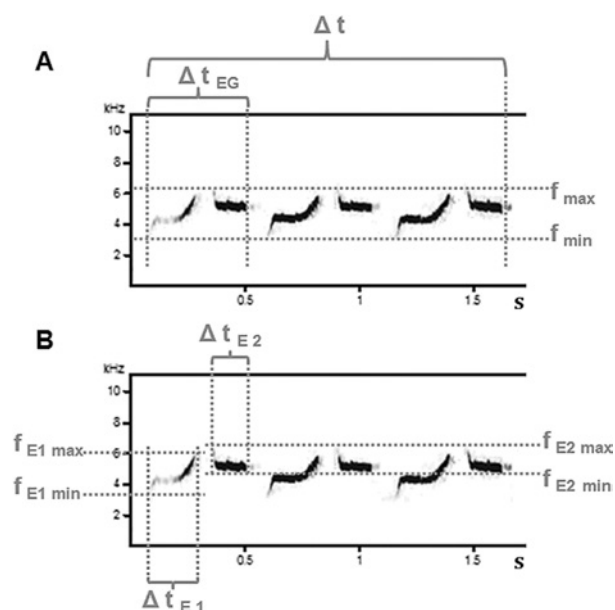 Δ t
A
Δ t EG
kHz
10
8
6
f max
4
f min
2
0.5 1 1.5 s
B
Δ t E 2
kHz
10
8
f E1 max
f E2 max
6
f E1 min
4
f E2 min
2
0.5 1 1.5 s
Δ t E 1